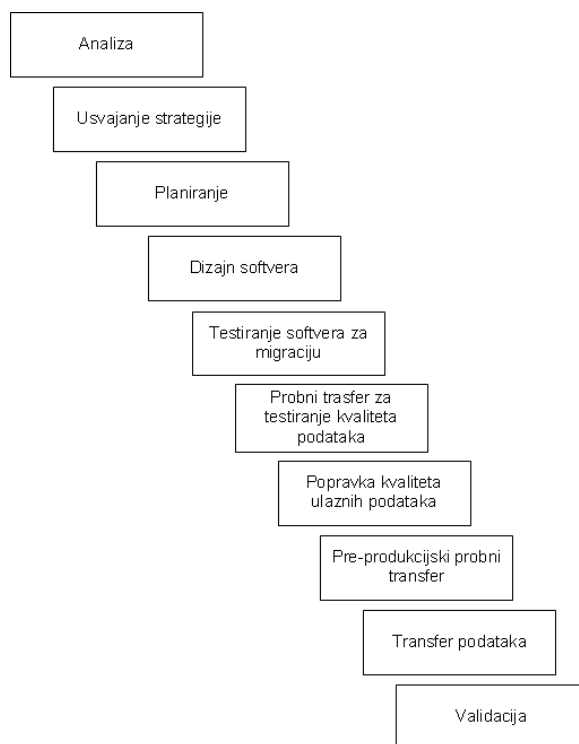 Analiza
Usvajanje strategije
Planiranje
Dizajn softvera
Testiranje softvera za
migraciju
Probni trasfer za
testiranje kvaliteta
podataka
Popravka kvaliteta
ulaznih podataka
Pre-produkcijski probni
transfer
Transfer podataka
Validacija